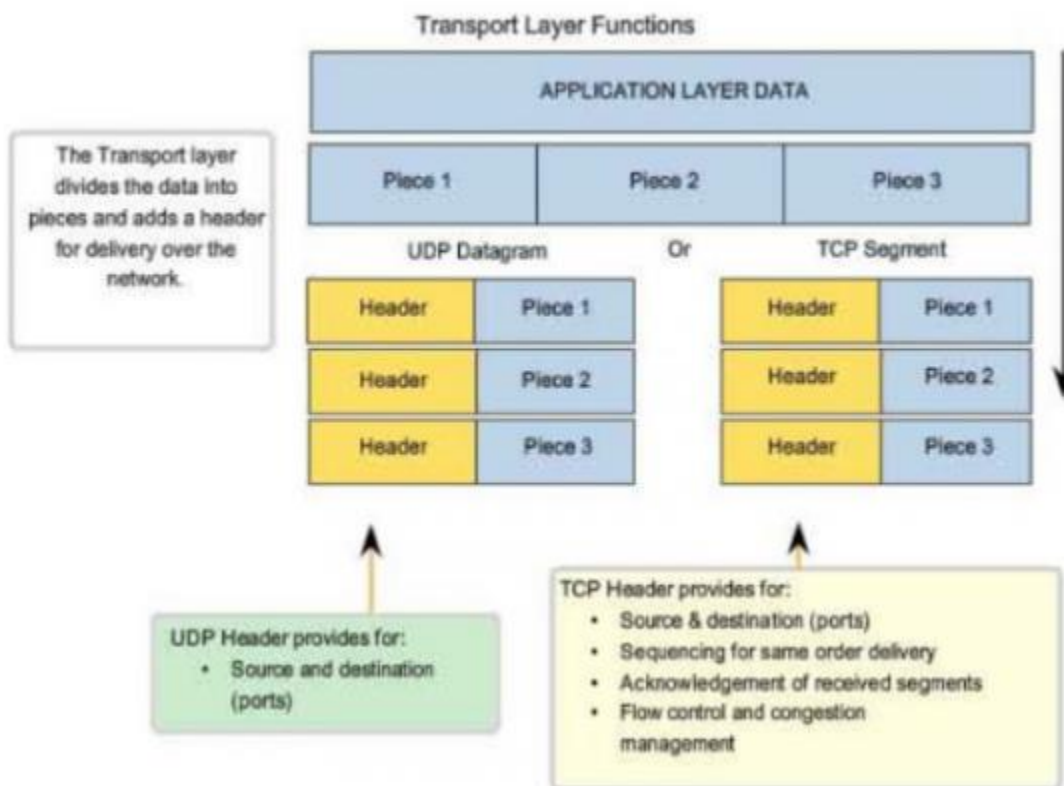 Transport Layer Functions
APPLICATION LAYER DATA
The Transport layer
divides the data into
pieces and adds a header
for delivery over the
network.
Piece 1 Piece 2 Piece 3
UDP Datagram Or TCP Segment
Header Piece 1 Header Piece 1
Header Piece 2 Header Piece 2
Header Piece 3 Header Piece 3
UDP Header provides for:
• Source and destination
(ports)
TCP Header provides for:
• Source & destination (ports)
• Sequencing for same order delivery
• Acknowledgement of received segments
• Flow control and congestion
management